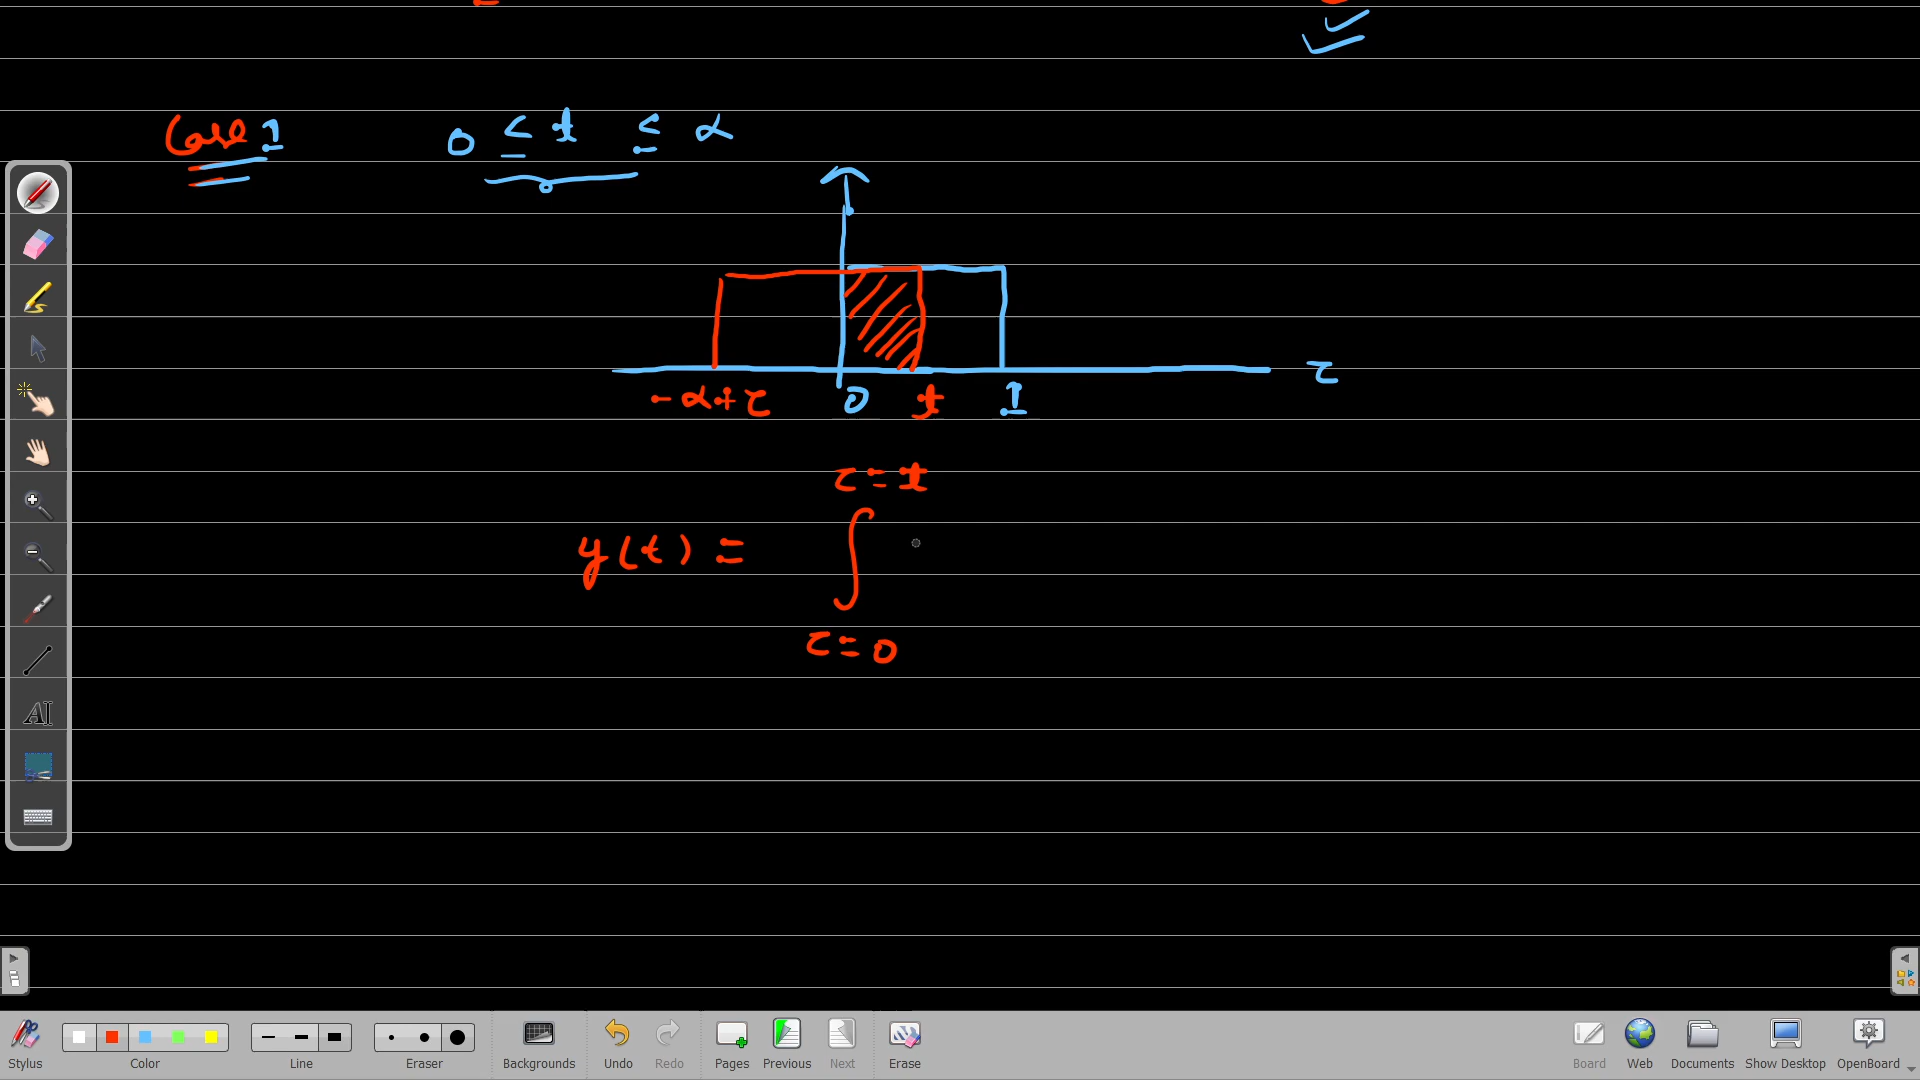 Case 1 0 ≤ t ≤ α
τ
-α+τ 0 t 1
τ=t
y(t) = ∫
τ=0
AI
Stylus Color Line Eraser Backgrounds Undo Redo Pages Previous Next Erase Board Web Documents Show Desktop OpenBoard